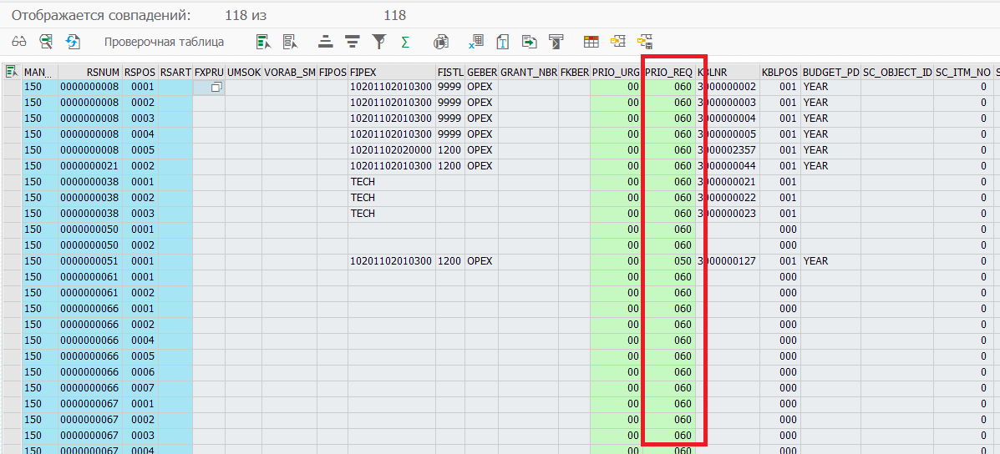 Отображается совпадений: 118 из 118
Проверочная таблица
MAN.. RSNUM RSPOS RSART FXPRU UMSOK VORAB_SM FIPOS FIPEX FISTL GEBER GRANT_NBR FKBER PRIO_URG PRIO_REQ KBLNR KBLPOS BUDGET_PD SC_OBJECT_ID SC_ITM_NO S
150 0000000008 0001 10201102010300 9999 OPEX 00 060 3000000002 001 YEAR 0
150 0000000008 0002 10201102010300 9999 OPEX 00 060 3000000003 001 YEAR 0
150 0000000008 0003 10201102010300 9999 OPEX 00 060 3000000004 001 YEAR 0
150 0000000008 0004 10201102010300 9999 OPEX 00 060 3000000005 001 YEAR 0
150 0000000008 0005 10201102020000 1200 OPEX 00 060 3000002357 001 YEAR 0
150 0000000021 0002 10201102010300 1200 OPEX 00 060 3000000044 001 YEAR 0
150 0000000038 0001 TECH 00 060 3000000021 001 0
150 0000000038 0002 TECH 00 060 3000000022 001 0
150 0000000038 0003 TECH 00 060 3000000023 001 0
150 0000000050 0001 00 060 000 0
150 0000000050 0002 00 060 000 0
150 0000000051 0001 10201102010300 1200 OPEX 00 050 3000000127 001 YEAR 0
150 0000000061 0001 00 060 000 0
150 0000000061 0002 00 060 000 0
150 0000000066 0001 00 060 000 0
150 0000000066 0002 00 060 000 0
150 0000000066 0004 00 060 000 0
150 0000000066 0005 00 060 000 0
150 0000000066 0006 00 060 000 0
150 0000000066 0007 00 060 000 0
150 0000000067 0001 00 060 000 0
150 0000000067 0002 00 060 000 0
150 0000000067 0003 00 060 000 0
150 0000000067 0004 00 060 000 0